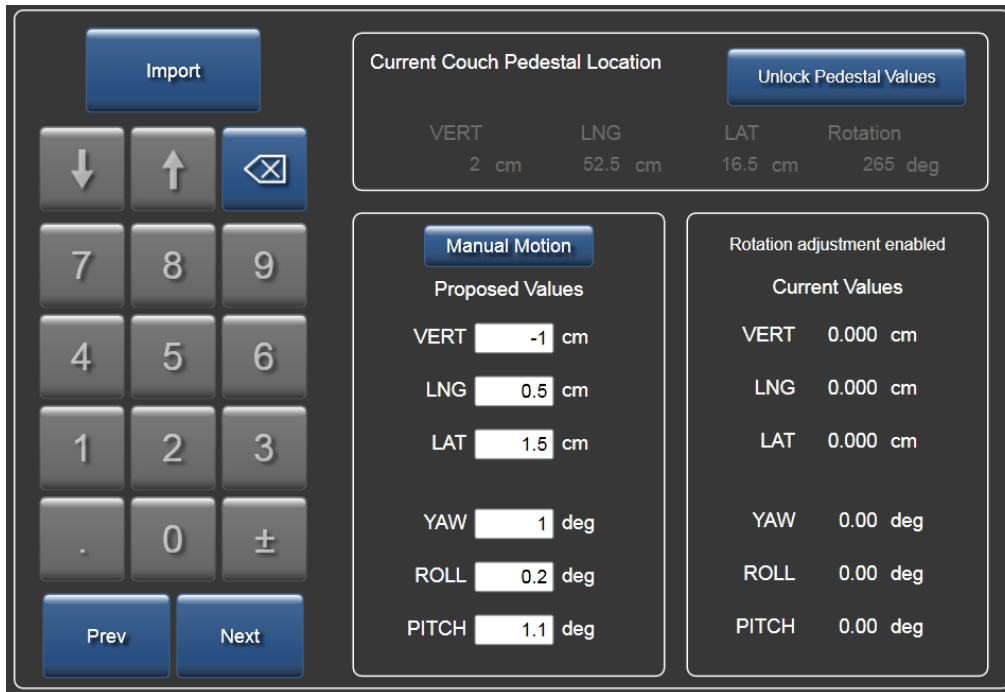 Import
7 8 9
4 5 6
1 2 3
. 0 ±
Prev Next
Current Couch Pedestal Location
Unlock Pedestal Values
VERT LNG LAT Rotation
2 cm 52.5 cm 16.5 cm 265 deg
Manual Motion
Proposed Values
VERT -1 cm
LNG 0.5 cm
LAT 1.5 cm
YAW 1 deg
ROLL 0.2 deg
PITCH 1.1 deg
Rotation adjustment enabled
Current Values
VERT 0.000 cm
LNG 0.000 cm
LAT 0.000 cm
YAW 0.00 deg
ROLL 0.00 deg
PITCH 0.00 deg